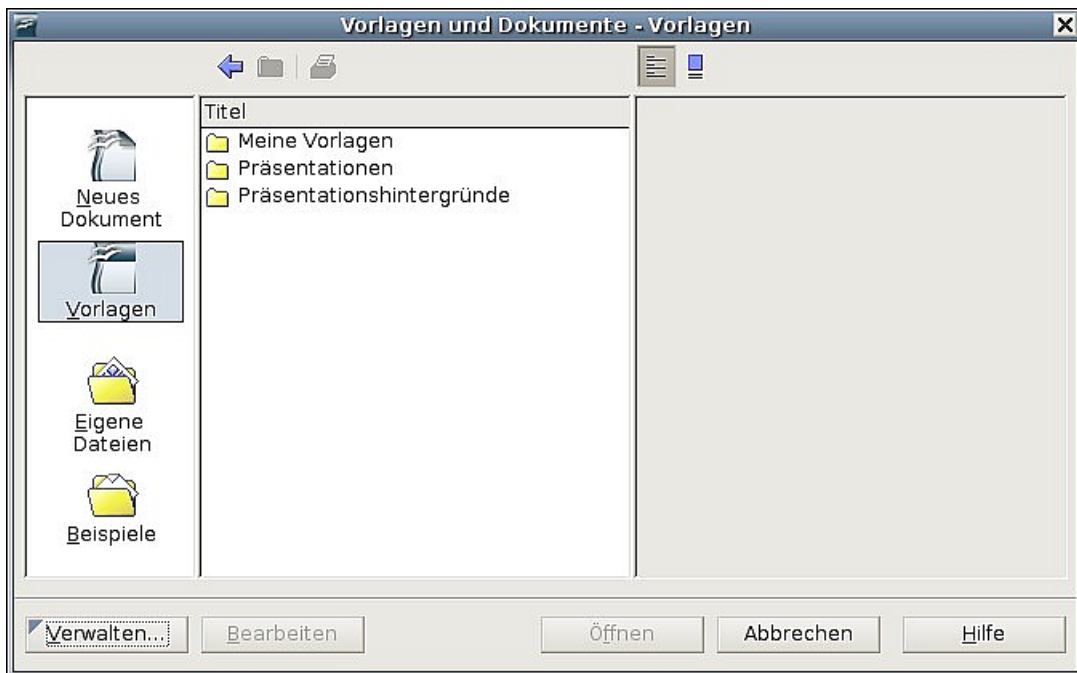 Vorlagen und Dokumente - Vorlagen
Neues
Dokument
Vorlagen
Eigene
Dateien
Beispiele
Titel
Meine Vorlagen
Präsentationen
Präsentationshintergründe
Verwalten...
Bearbeiten
Öffnen
Abbrechen
Hilfe